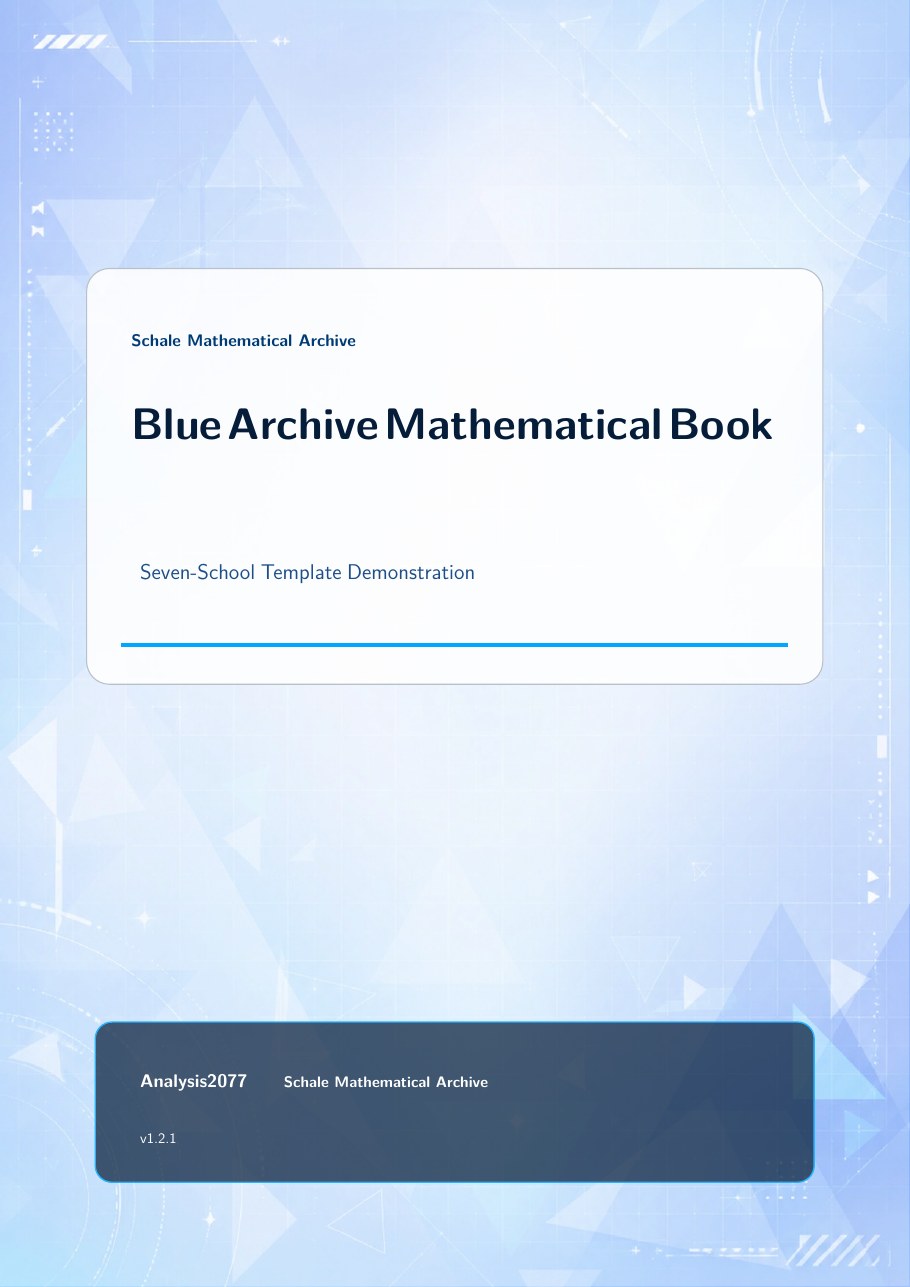 Schale Mathematical Archive
Blue Archive Mathematical Book
Seven-School Template Demonstration
Analysis2077 Schale Mathematical Archive
v1.2.1